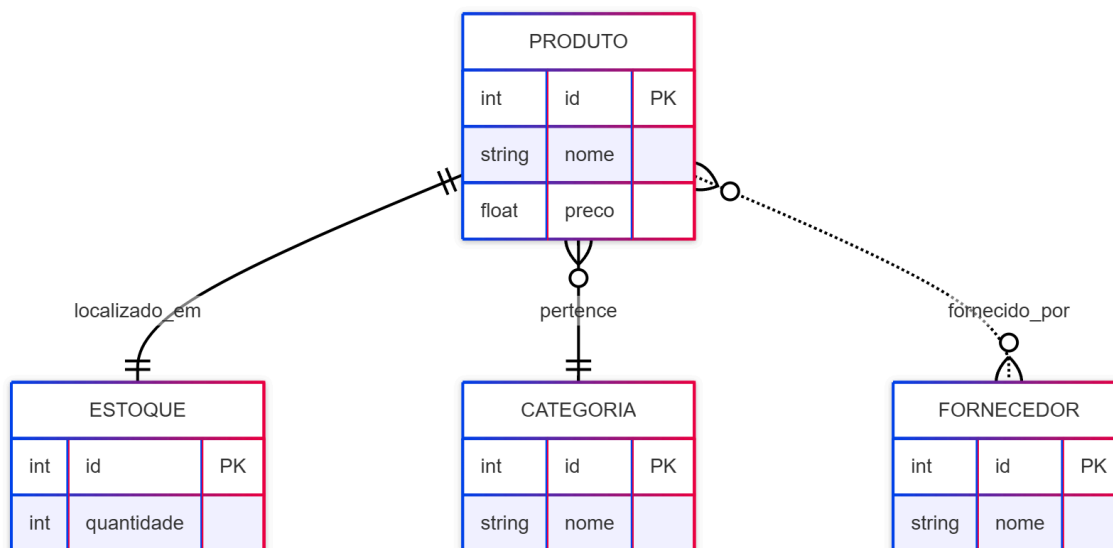 PRODUTO
int id PK
string nome
float preco
localizado_em
pertence
fornecido_por
ESTOQUE
int id PK
int quantidade
CATEGORIA
int id PK
string nome
FORNECEDOR
int id PK
string nome